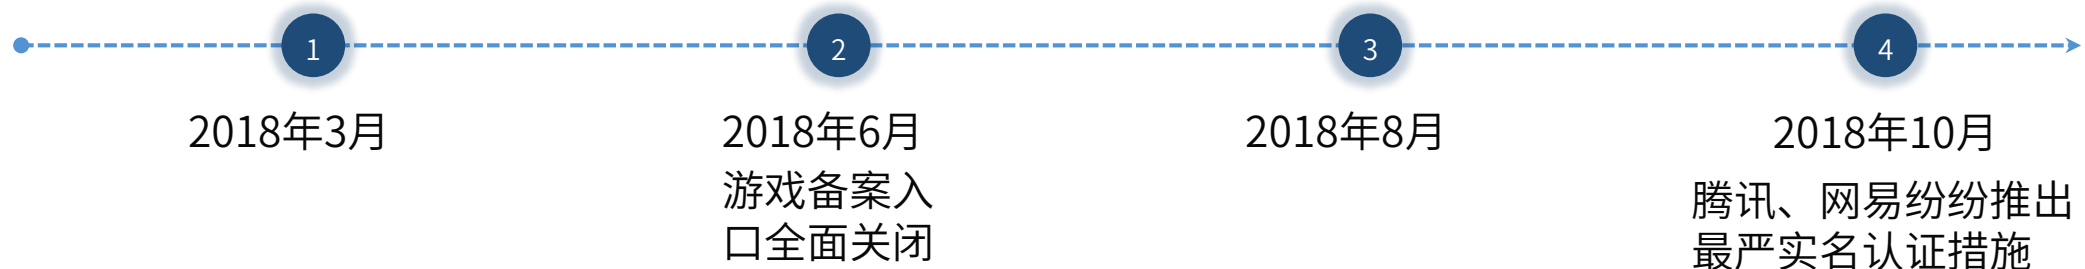 1
2
3
4
2018年3月
2018年6月
2018年8月
2018年10月
游戏备案入
口全面关闭
腾讯、网易纷纷推出
最严实名认证措施